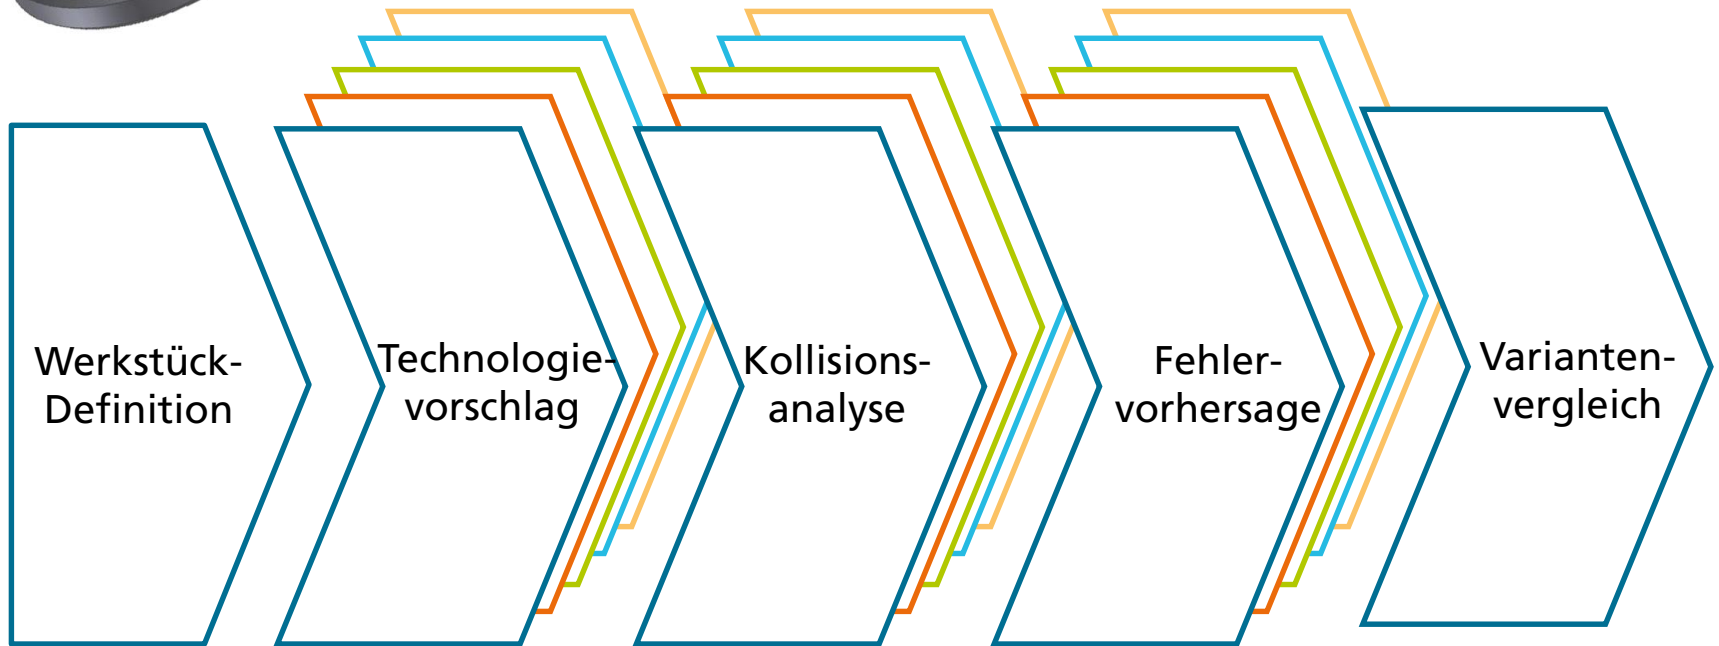 Werkstück-
Definition
Technologie-
vorschlag
Kollisions-
analyse
Fehler-
vorhersage
Varianten-
vergleich